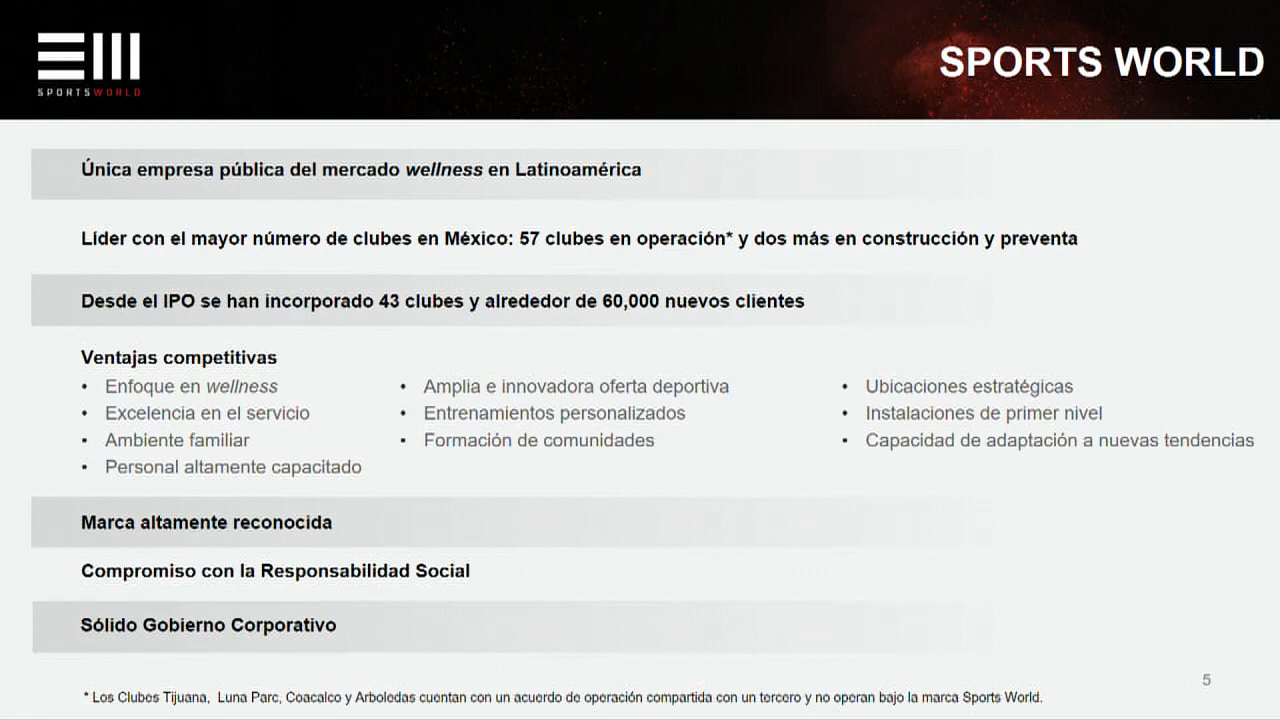 SPORTSWORLD
SPORTS WORLD
Única empresa pública del mercado wellness en Latinoamérica
Líder con el mayor número de clubes en México: 57 clubes en operación* y dos más en construcción y preventa
Desde el IPO se han incorporado 43 clubes y alrededor de 60,000 nuevos clientes
Ventajas competitivas
• Enfoque en wellness
• Excelencia en el servicio
• Ambiente familiar
• Personal altamente capacitado
• Amplia e innovadora oferta deportiva
• Entrenamientos personalizados
• Formación de comunidades
• Ubicaciones estratégicas
• Instalaciones de primer nivel
• Capacidad de adaptación a nuevas tendencias
Marca altamente reconocida
Compromiso con la Responsabilidad Social
Sólido Gobierno Corporativo
5
* Los Clubes Tijuana, Luna Parc, Coacalco y Arboledas cuentan con un acuerdo de operación compartida con un tercero y no operan bajo la marca Sports World.